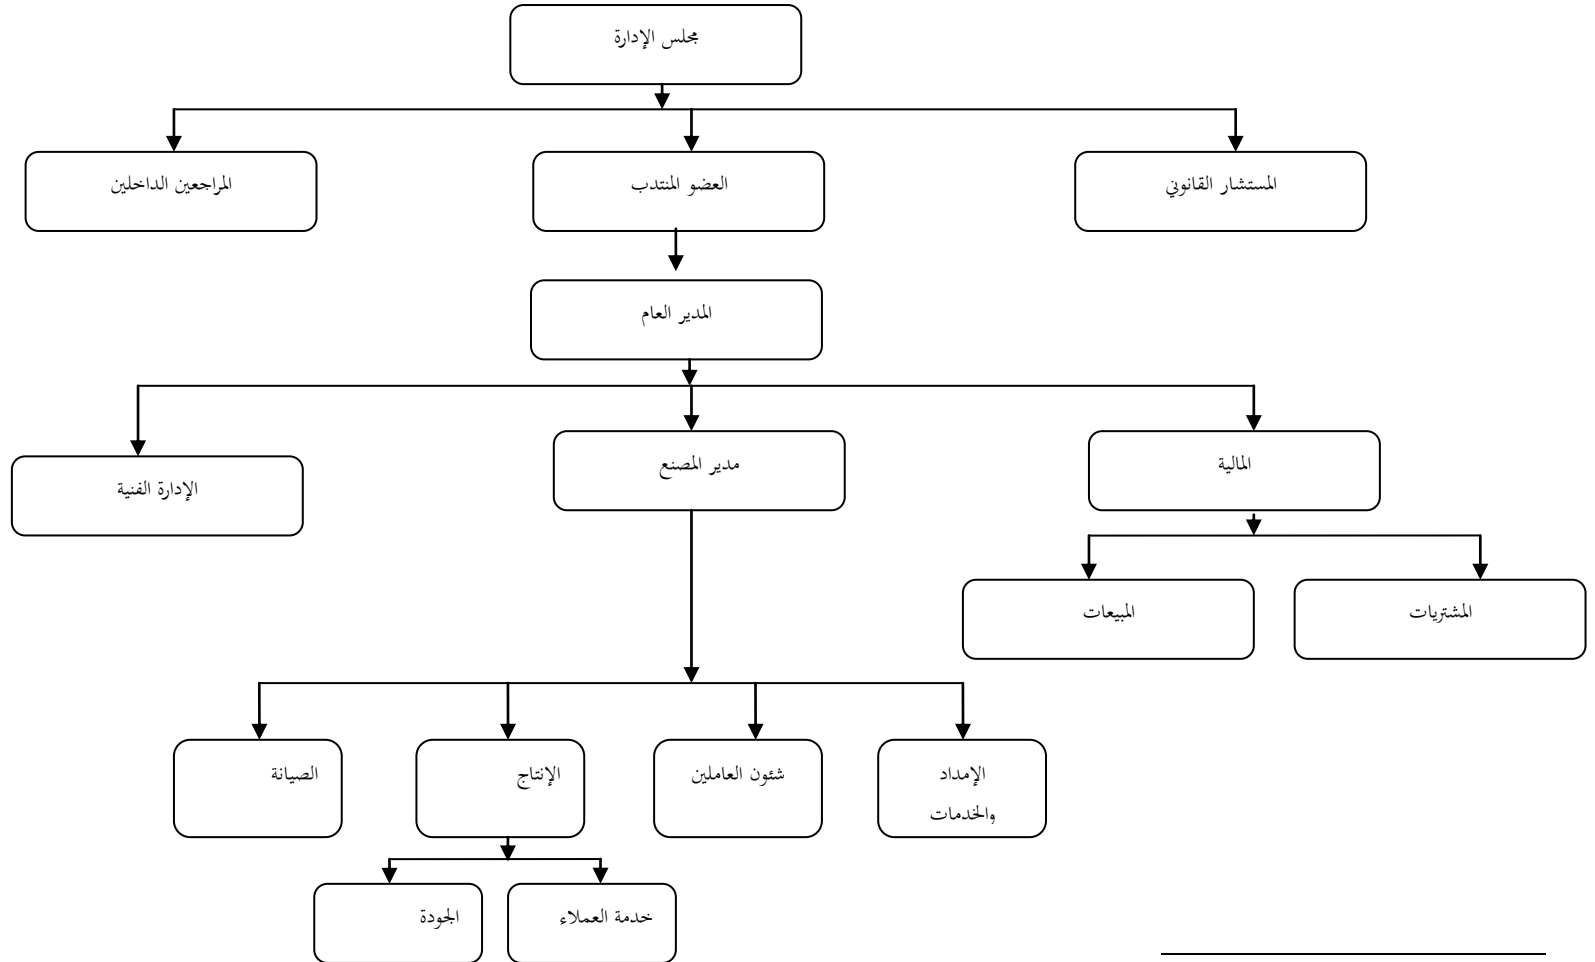 مجلس الإدارة
المستشار القانوني
العضو المنتدب
المراجعين الداخلين
المدير العام
المالية
مدير المصنع
الإدارة الفنية
المشتريات
المبيعات
الإمداد
والخدمات
شئون العاملين
الإنتاج
الصيانة
خدمة العملاء
الجودة